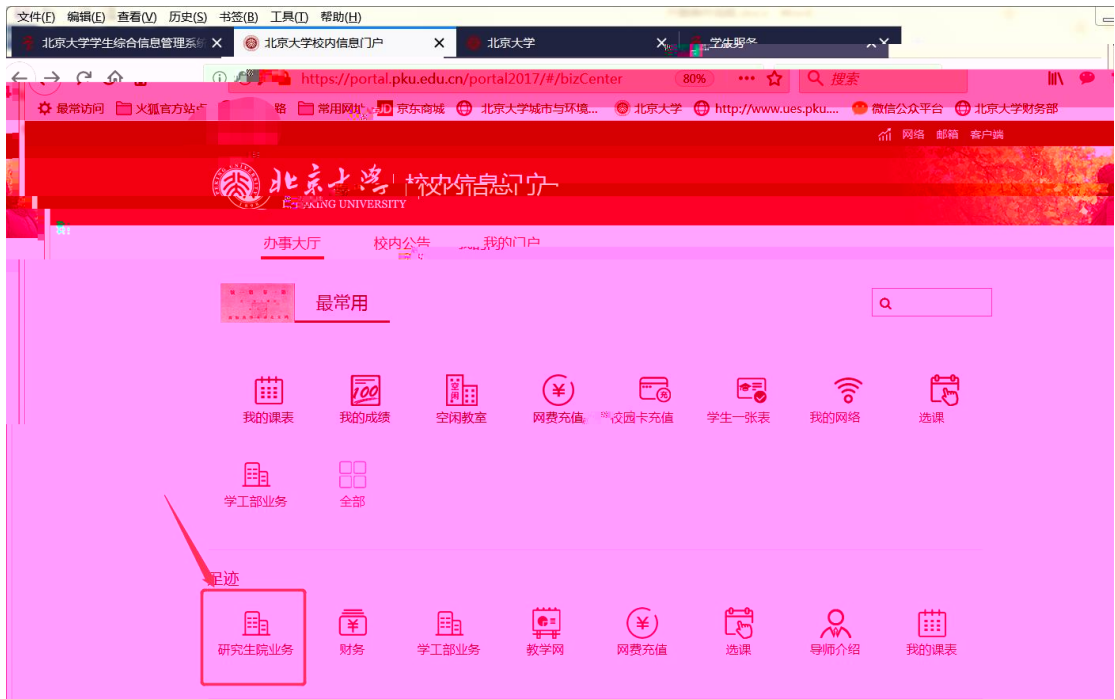 文件(F) 编辑(E) 查看(V) 历史(S) 书签(B) 工具(T) 帮助(H)
北京大学学生综合信息管理系统 北京大学校内信息门户 北京大学 学生服务
https://portal.pku.edu.cn/portal2017/#/bizCenter 80% 搜索
最常访问 火狐官方站点 常用网址 JD 京东商城 北京大学城市与环境... 北京大学 http://www.ues.pku.... 微信公众平台 北京大学财务部
网络 邮箱 客户端
北京大学 校内信息门户
PEKING UNIVERSITY
办事大厅 校内公告 我的门户
最常用
我的课表 我的成绩 空闲教室 网费充值 校园卡充值 学生一张表 我的网络 选课
学工部业务 全部
足迹
研究生院业务 财务 学工部业务 教学网 网费充值 选课 导师介绍 我的课表